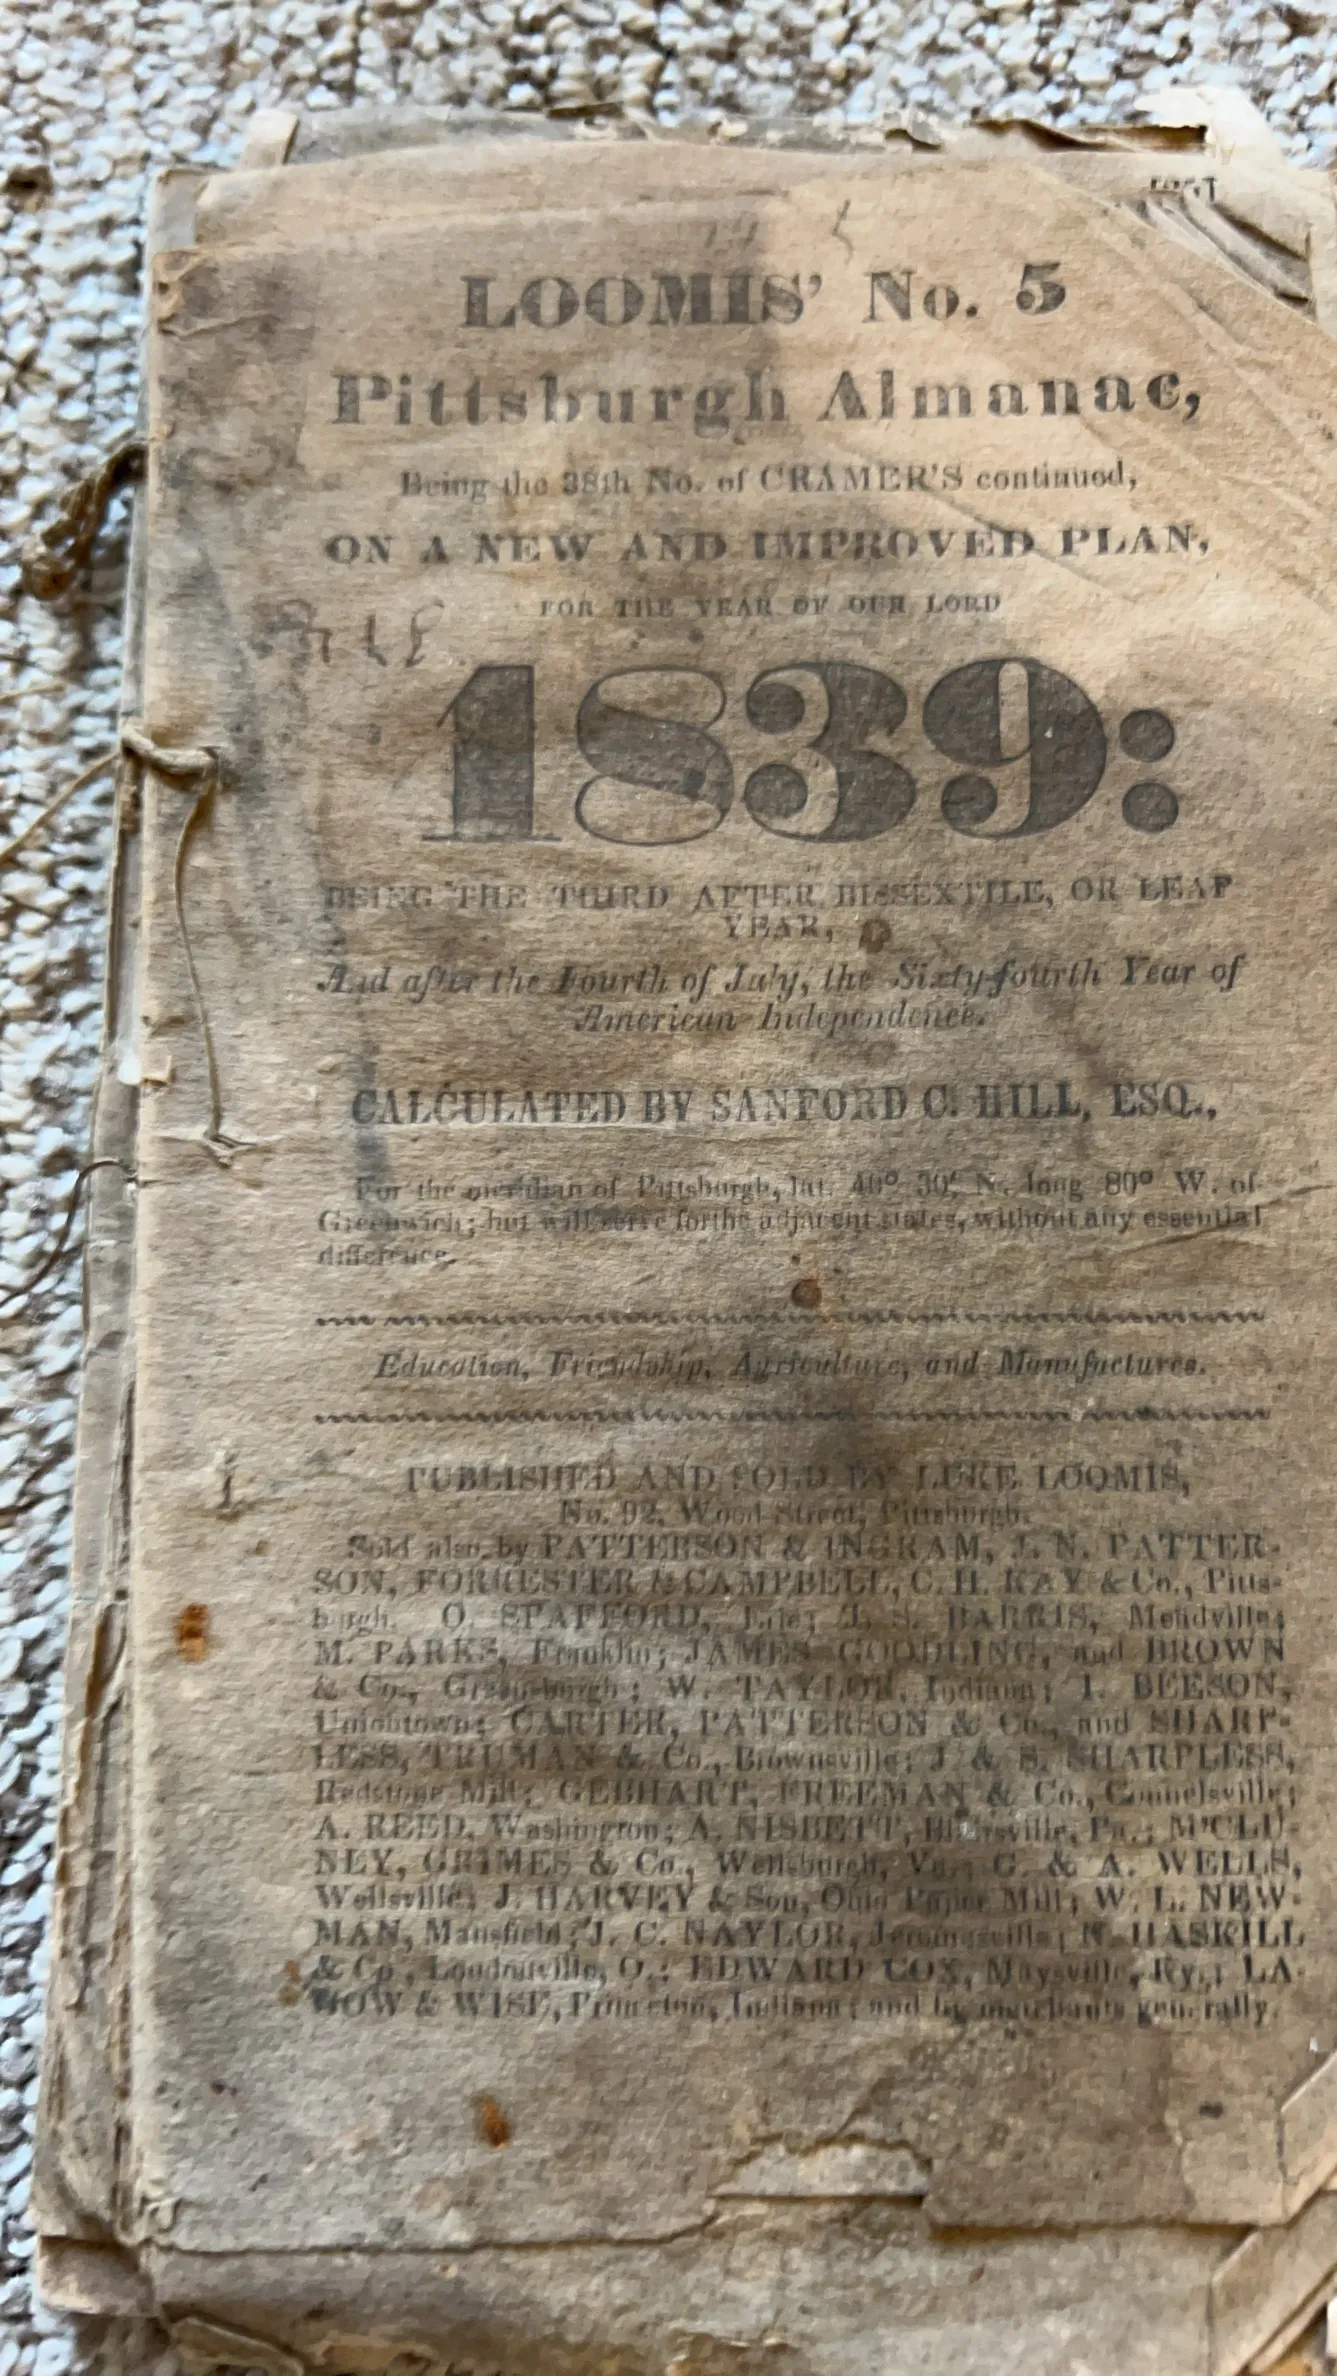 LOOMIS' No. 5
Pittsburgh Almanac,
Being the 38th No. of CRAMER'S continued,
ON A NEW AND IMPROVED PLAN,
FOR THE YEAR OF OUR LORD
1839:
BEING THE THIRD AFTER BISSEXTILE, OR LEAP
YEAR,
And after the Fourth of July, the Sixty-fourth Year of
American Independence.
CALCULATED BY SANFORD C. HILL, ESQ.,
For the meridian of Pittsburgh, lat. 40° 30', N. long 80° W. of
Greenwich; but will serve for the adjacent states, without any essential
difference.
Education, Friendship, Agriculture, and Manufactures.
PUBLISHED AND SOLD BY LUKE LOOMIS,
No. 92, Wood Street, Pittsburgh.
Sold also by PATTERSON & INGRAM, J. N. PATTER-
SON, FORRESTER & CAMPBELL, C. H. KAY & Co., Pitts-
burgh. O. SPAFFORD, Erie; HARRIS, Meadville;
M. PARKS, Franklin; JAMES GOODLING, and BROWN
& Co., Greensburgh; W. TAYLOR, Indiana; I. BEESON,
Uniontown; CARTER, PATTERSON & Co., and SHARP-
LESS, TRUMAN & Co., Brownsville; J & S. SHARPLESS,
Redstone Mill; GEBHART, FREEMAN & Co., Connelsville;
A. REED, Washington; A. NISBETT, Blairsville, Pa.; M'CLU-
NEY, GRIMES & Co., Wellsburgh, Va.; & A. WELLS,
Wellsville; J. HARVEY & Son, Ohio Paper Mill; W. L. NEW-
MAN, Mansfield; J. C. NAYLOR, Jeromesville; N. HASKILL
& Co., Loudonville, O.; EDWARD COX, Maysville, Ky.; LA-
& WISE, Princeton, Indiana; and by merchants generally.